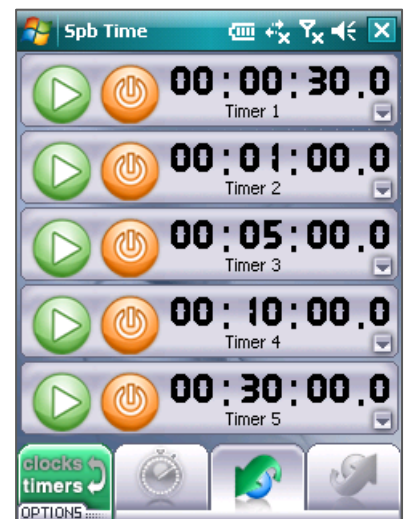 Spb Time
00:00:30.0
Timer 1
00:01:00.0
Timer 2
00:05:00.0
Timer 3
00:10:00.0
Timer 4
00:30:00.0
Timer 5
clocks
timers
OPTIONS